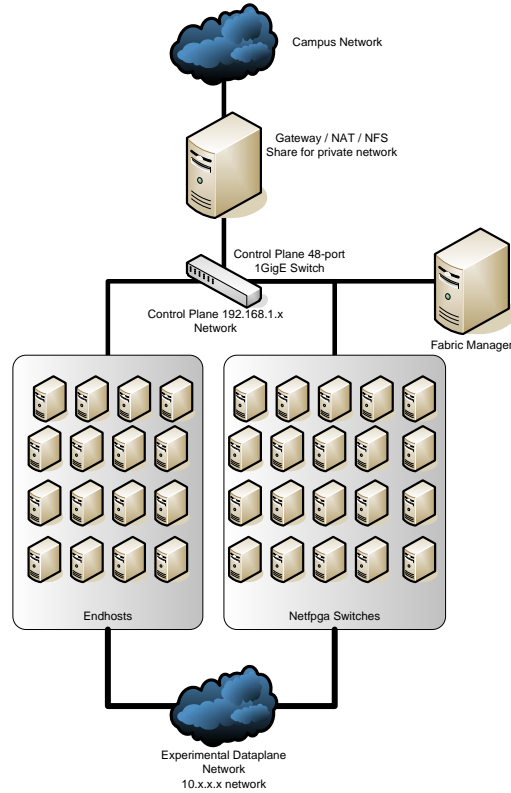 Campus Network
Gateway / NAT / NFS
Share for private network
Control Plane 48-port
1GigE Switch
Control Plane 192.168.1.x
Network
Fabric Manager
Endhosts
Netfpga Switches
Experimental Dataplane
Network
10.x.x.x network